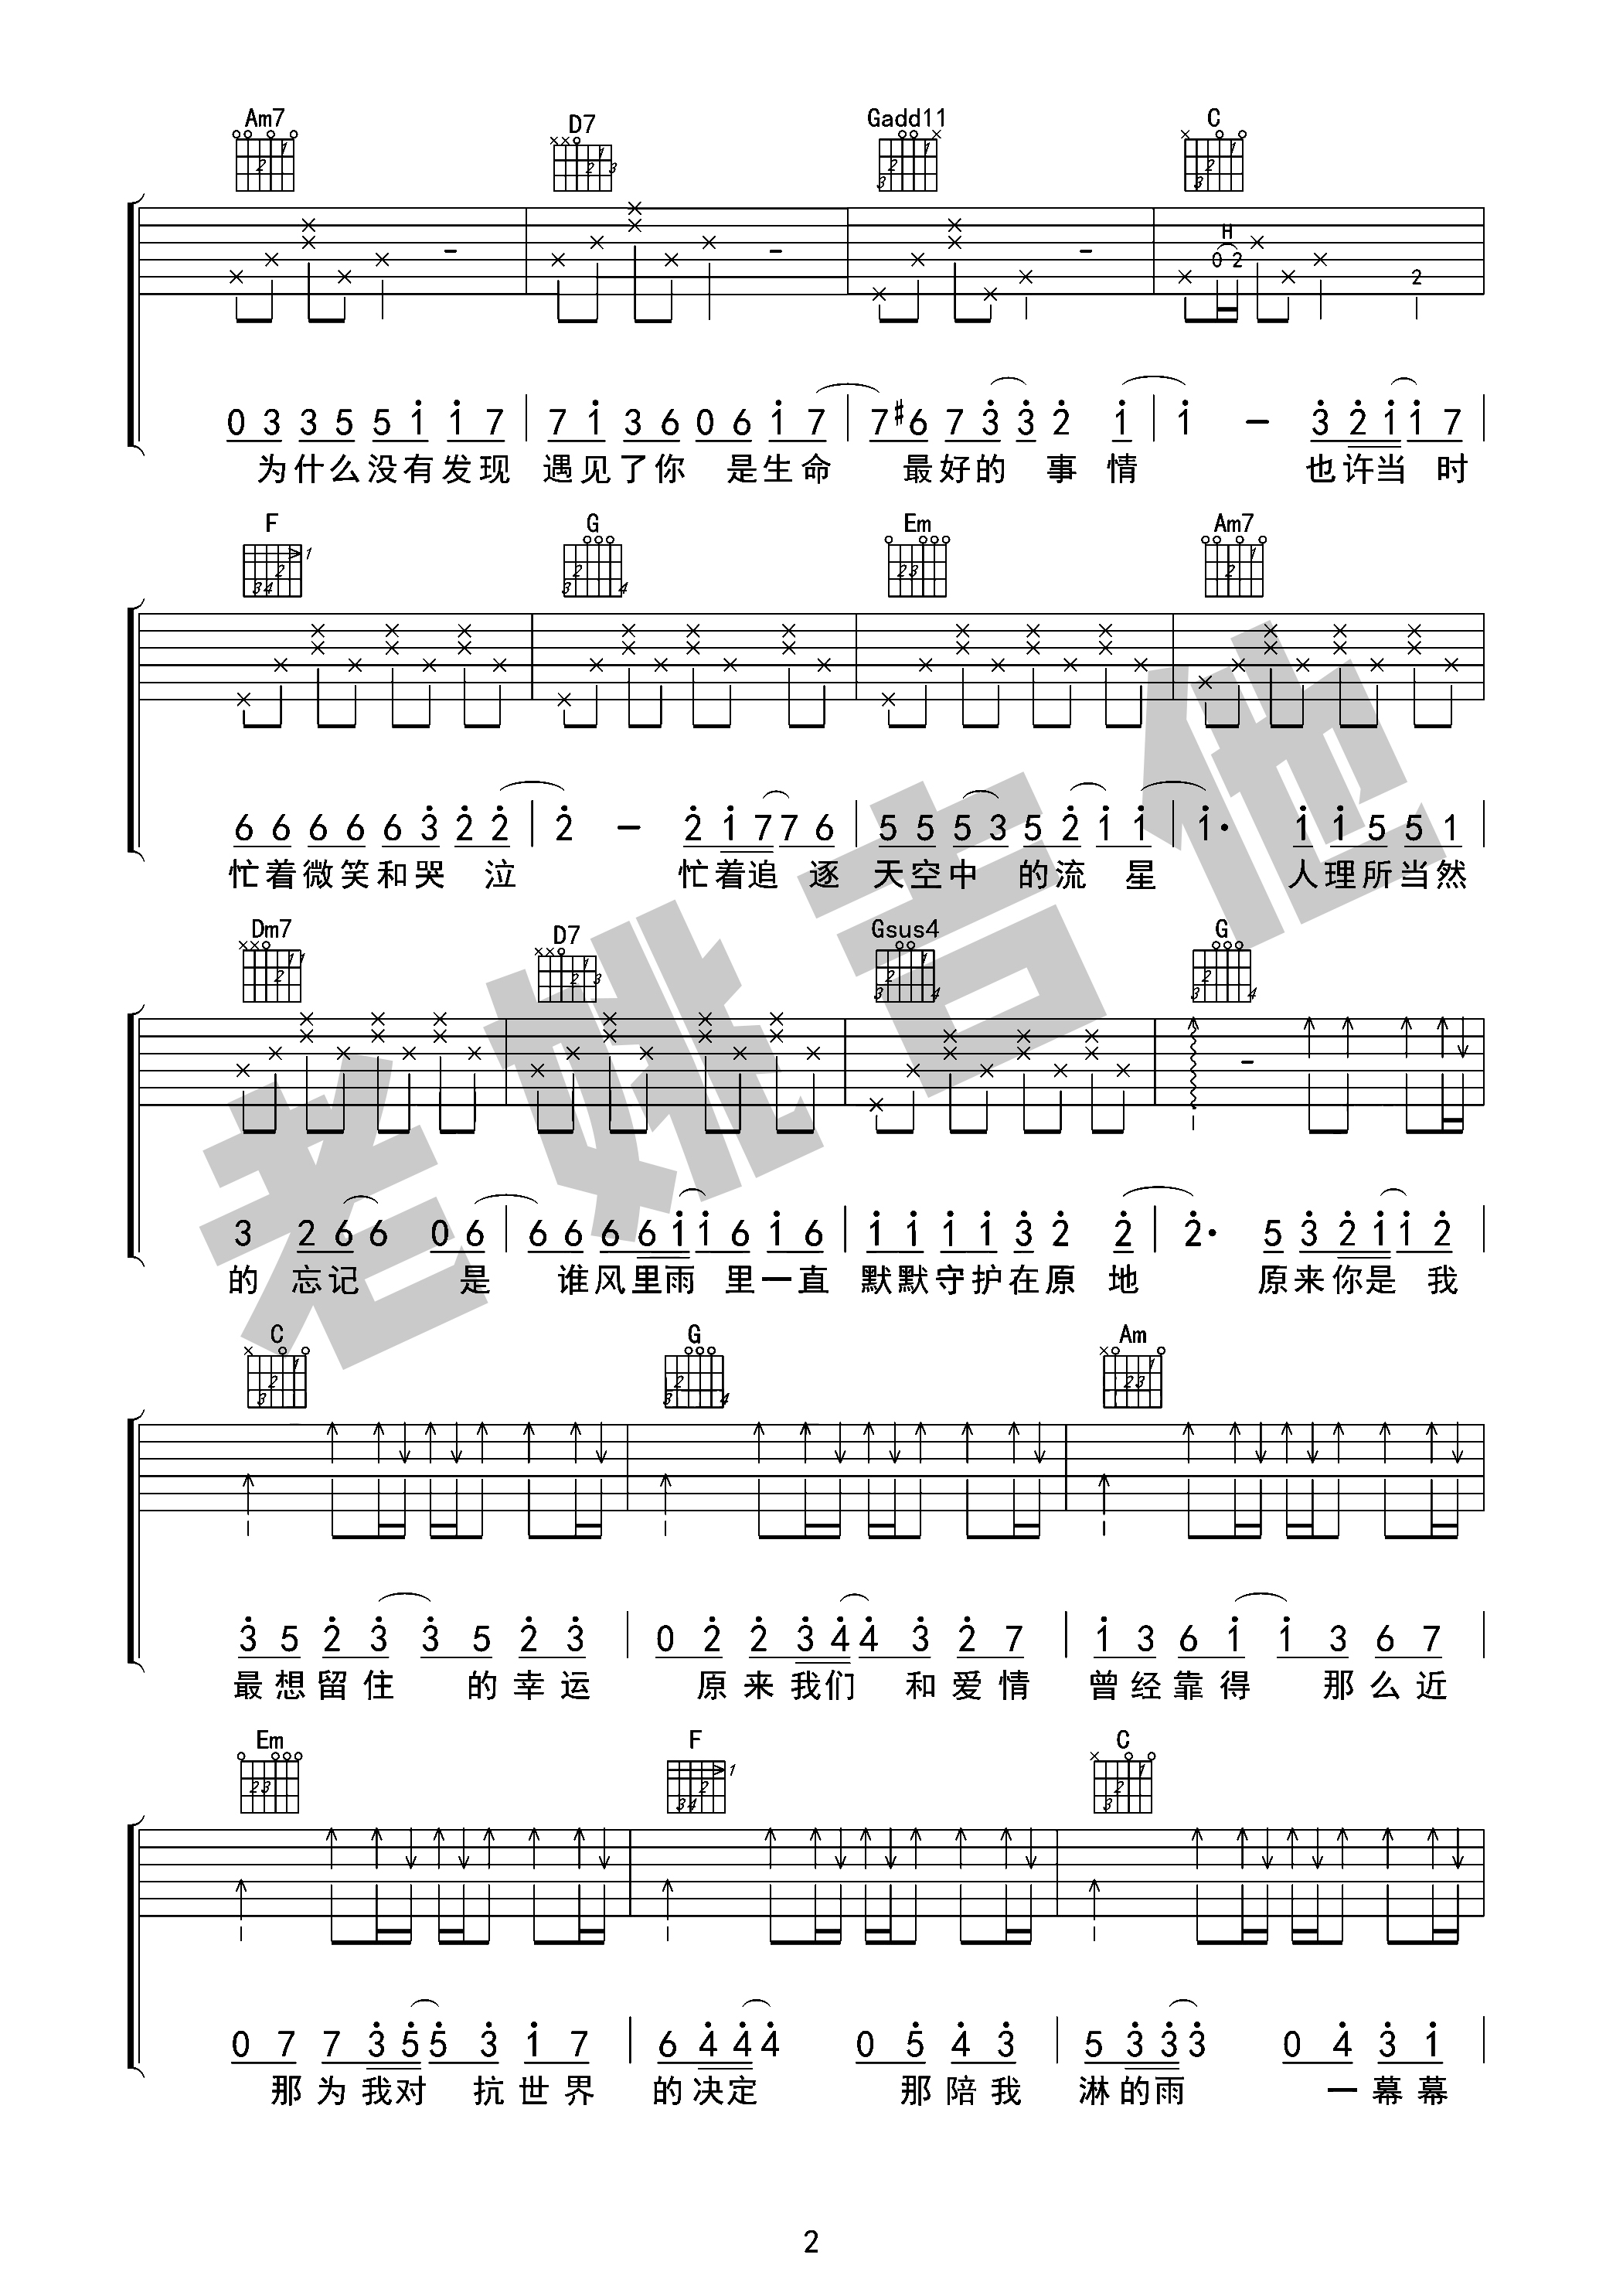 Am7 D7 Gadd11 C
H
0 2 2
0 3 3 5 5 1̇ 1̇ 7 | 7 1̇ 3 6 0 6 1̇ 7 | 7 #6 7 3̇ 3̇ 2̇ 1̇ | 1̇ - 3̇ 2̇ 1̇ 1̇ 7 |
为什么没有发现 遇见了你 是生命 最好的 事 情 也许当 时
F G Em Am7
6 6 6 6 6 3̇ 2̇ 2̇ | 2̇ - 2̇ 1̇ 7 7 6 | 5 5 5 3 5 2̇ 1̇ 1̇ | 1̇· 1̇ 1̇ 5 5 1 |
忙着微笑和哭 泣 忙着追 逐 天空中 的流 星 人理所当然
Dm7 D7 Gsus4 G
3 2 6 6 0 6 | 6 6 6 6 1̇ 1̇ 6 1̇ 6 | 1̇ 1̇ 1̇ 1̇ 3̇ 2̇ 2̇ | 2̇· 5 3̇ 2̇ 1̇ 1̇ 2̇ |
的 忘记 是 谁风里雨 里一直 默默守护在原 地 原来你是 我
C G Am
3̇ 5 2̇ 3̇ 3̇ 5 2̇ 3̇ | 0 2̇ 2̇ 3̇ 4̇ 4̇ 3̇ 2̇ 7 | 1̇ 3 6 1̇ 1̇ 3 6 7 |
最想留住 的幸运 原来我们 和爱情 曾经靠得 那么近
Em F C
0 7 7 3̇ 5̇ 5̇ 3̇ 1̇ 7 | 6 4̇ 4̇ 4̇ 0 5̇ 4̇ 3̇ | 5 3̇ 3̇ 3̇ 0 4̇ 3̇ 1̇ |
那为我对 抗世界 的决定 那陪我 淋的雨 一幕幕
老姚吉他
2